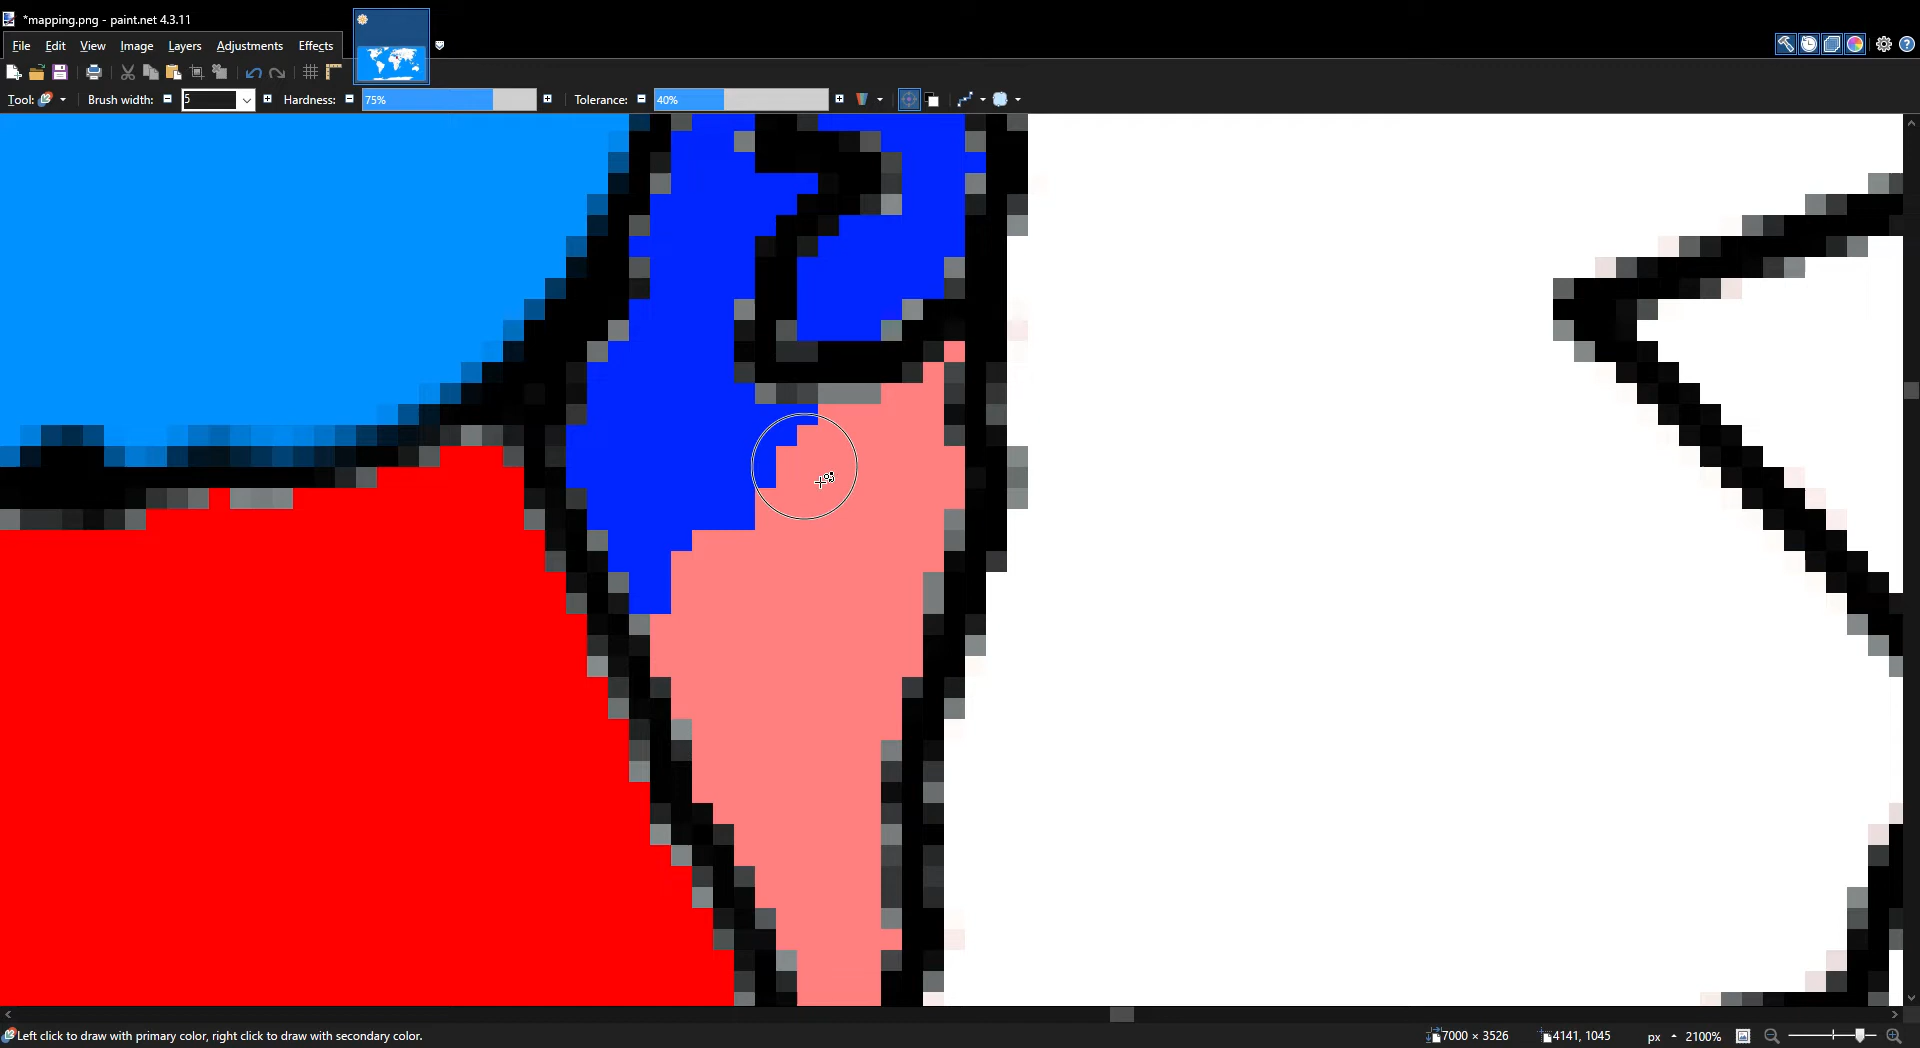 *mapping.png - paint.net 4.3.11
File Edit View Image Layers Adjustments Effects
Tool: Brush width: 5 Hardness: 75% Tolerance: 40%
Left click to draw with primary color, right click to draw with secondary color. 7000 × 3526 4141, 1045 px 2100%